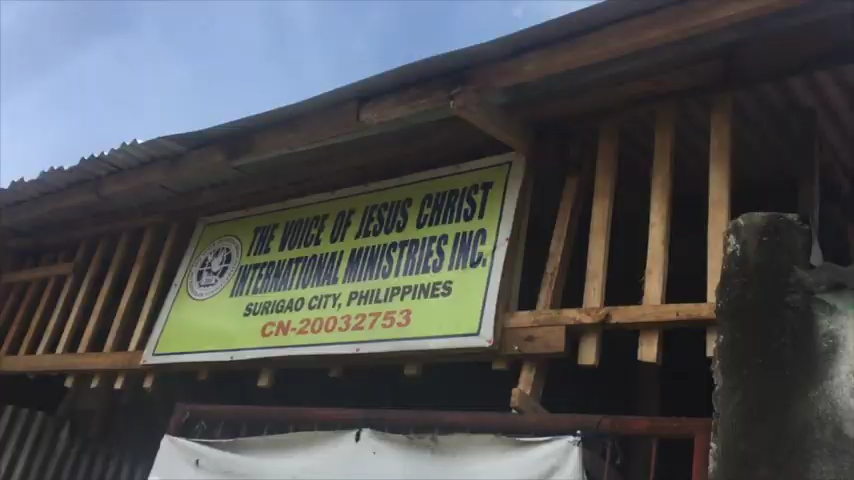 THE VOICE OF JESUS CHRIST
INTERNATIONAL MINISTRIES INC.
SURIGAO CITY, PHILIPPINES
CN-20032753